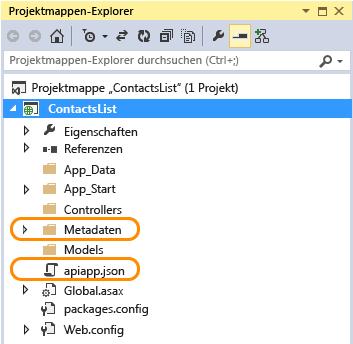 Projektmappen-Explorer
Projektmappen-Explorer durchsuchen (Ctrl+;)
Projektmappe „ContactsList" (1 Projekt)
ContactsList
Eigenschaften
Referenzen
App_Data
App_Start
Controllers
Metadaten
Models
apiapp.json
Global.asax
packages.config
Web.config